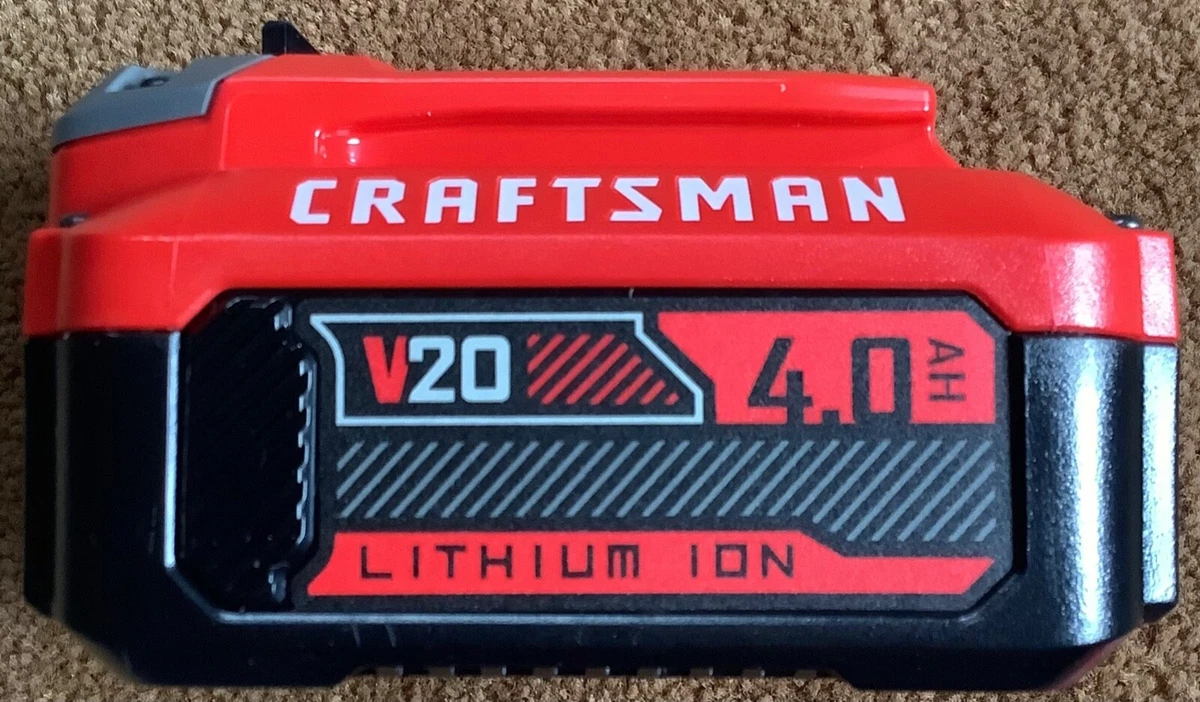 CRAFTSMAN
V20
4.0 AH
LITHIUM ION